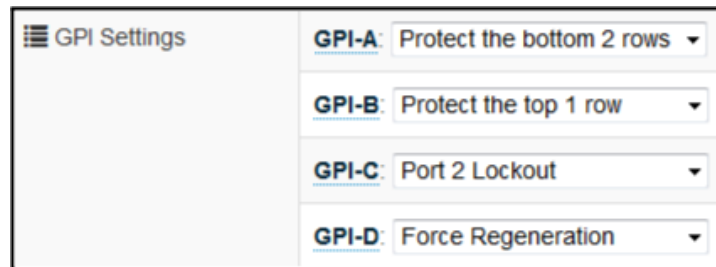 GPI Settings
GPI-A: Protect the bottom 2 rows
GPI-B: Protect the top 1 row
GPI-C: Port 2 Lockout
GPI-D: Force Regeneration